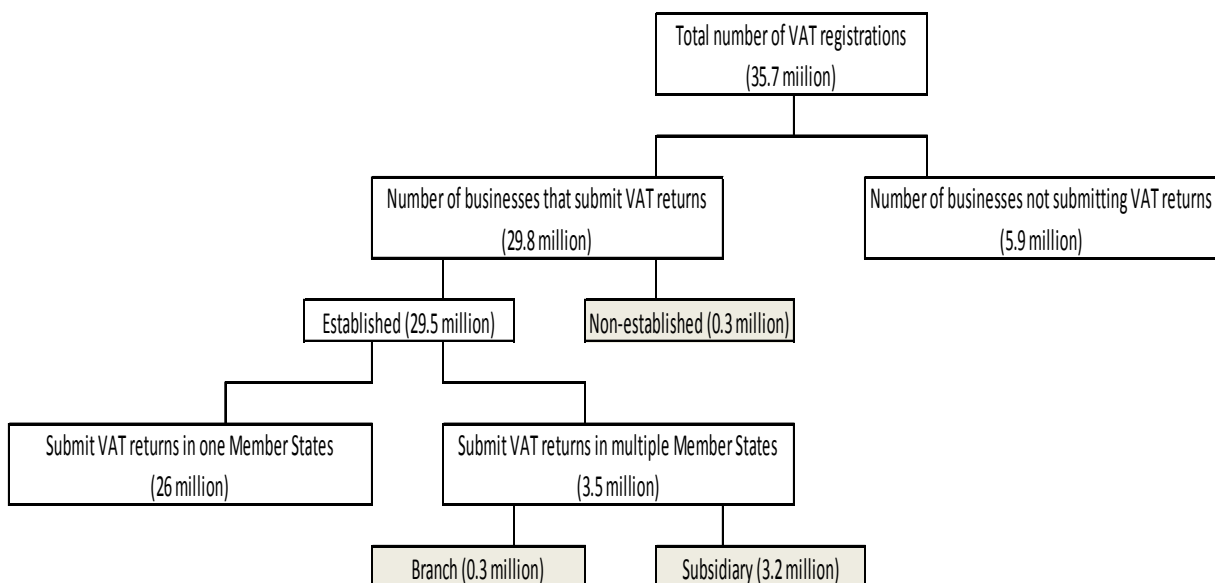 Total number of VAT registrations
(35.7 miilion)
Number of businesses that submit VAT returns
(29.8 million)
Number of businesses not submitting VAT returns
(5.9 million)
Established (29.5 million)
Non-established (0.3 million)
Submit VAT returns in one Member States
(26 million)
Submit VAT returns in multiple Member States
(3.5 million)
Branch (0.3 million)
Subsidiary (3.2 million)